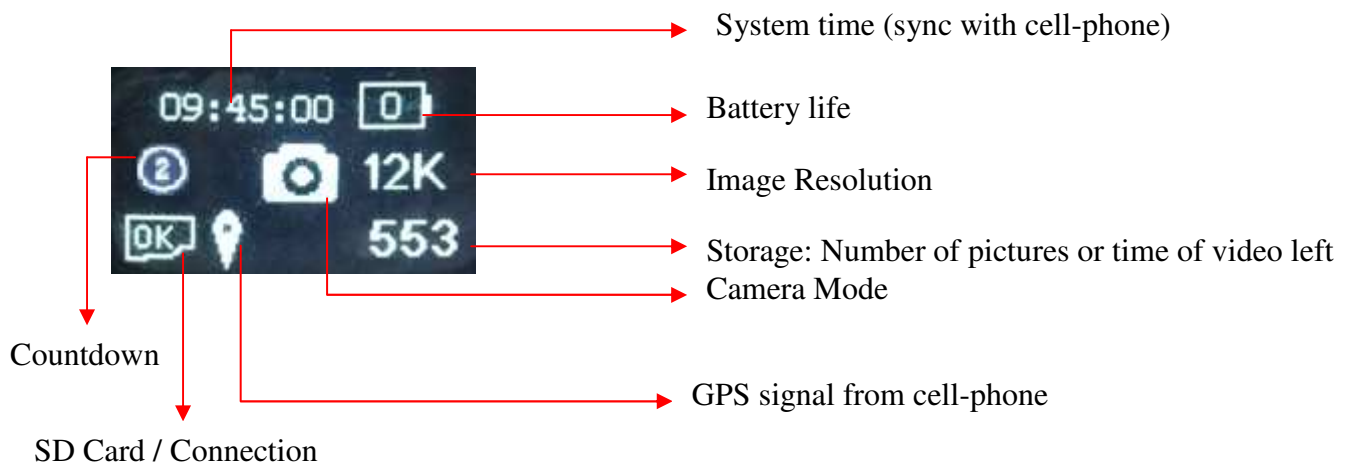 System time (sync with cell-phone)
09:45:00 0
Battery life
2 12K
Image Resolution
OK P 553
Storage: Number of pictures or time of video left
Camera Mode
Countdown
GPS signal from cell-phone
SD Card / Connection